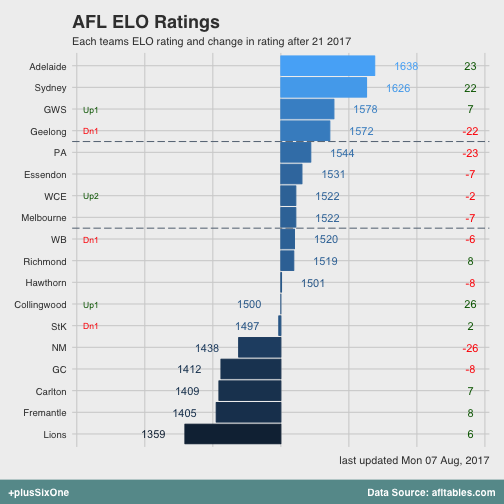 AFL ELO Ratings
Each teams ELO rating and change in rating after 21 2017
Adelaide 1638 23
Sydney 1626 22
GWS Up1 1578 7
Geelong Dn1 1572 -22
PA 1544 -23
Essendon 1531 -7
WCE Up2 1522 -2
Melbourne 1522 -7
WB Dn1 1520 -6
Richmond 1519 8
Hawthorn 1501 -8
Collingwood Up1 1500 26
StK Dn1 1497 2
NM 1438 -26
GC 1412 -8
Carlton 1409 7
Fremantle 1405 8
Lions 1359 6
last updated Mon 07 Aug, 2017
+plusSixOne Data Source: afltables.com